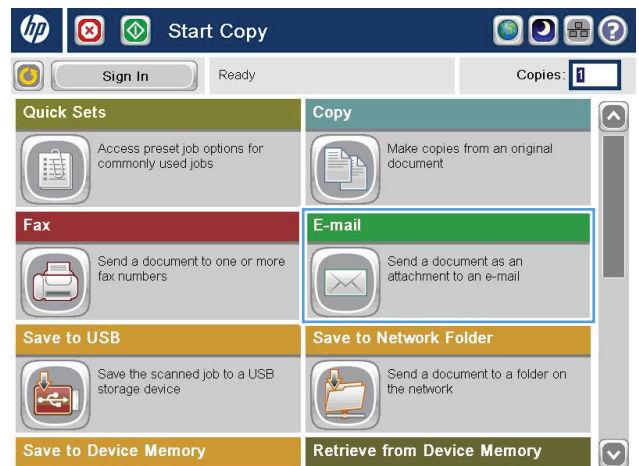 hp
Start Copy
Sign In
Ready
Copies: 1
Quick Sets
Access preset job options for
commonly used jobs
Copy
Make copies from an original
document
Fax
Send a document to one or more
fax numbers
E-mail
Send a document as an
attachment to an e-mail
Save to USB
Save the scanned job to a USB
storage device
Save to Network Folder
Send a document to a folder on
the network
Save to Device Memory
Retrieve from Device Memory